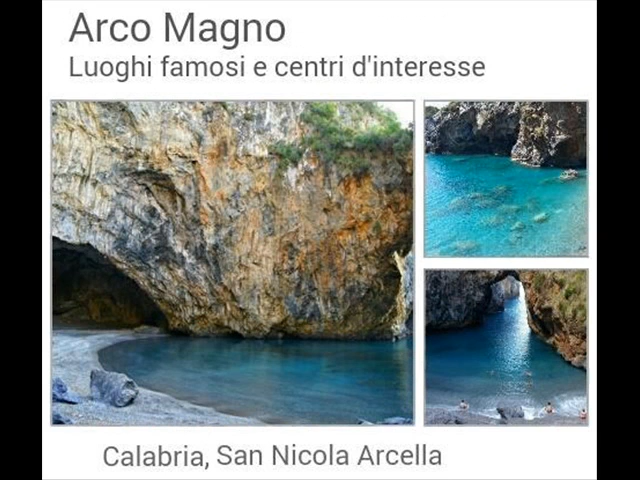 Arco Magno
Luoghi famosi e centri d'interesse
Calabria, San Nicola Arcella